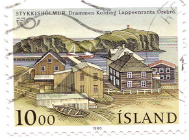 STYKKISHÓLMUR Drammen Kolding Lappeenranta Örebro
10.00 ÍSLAND